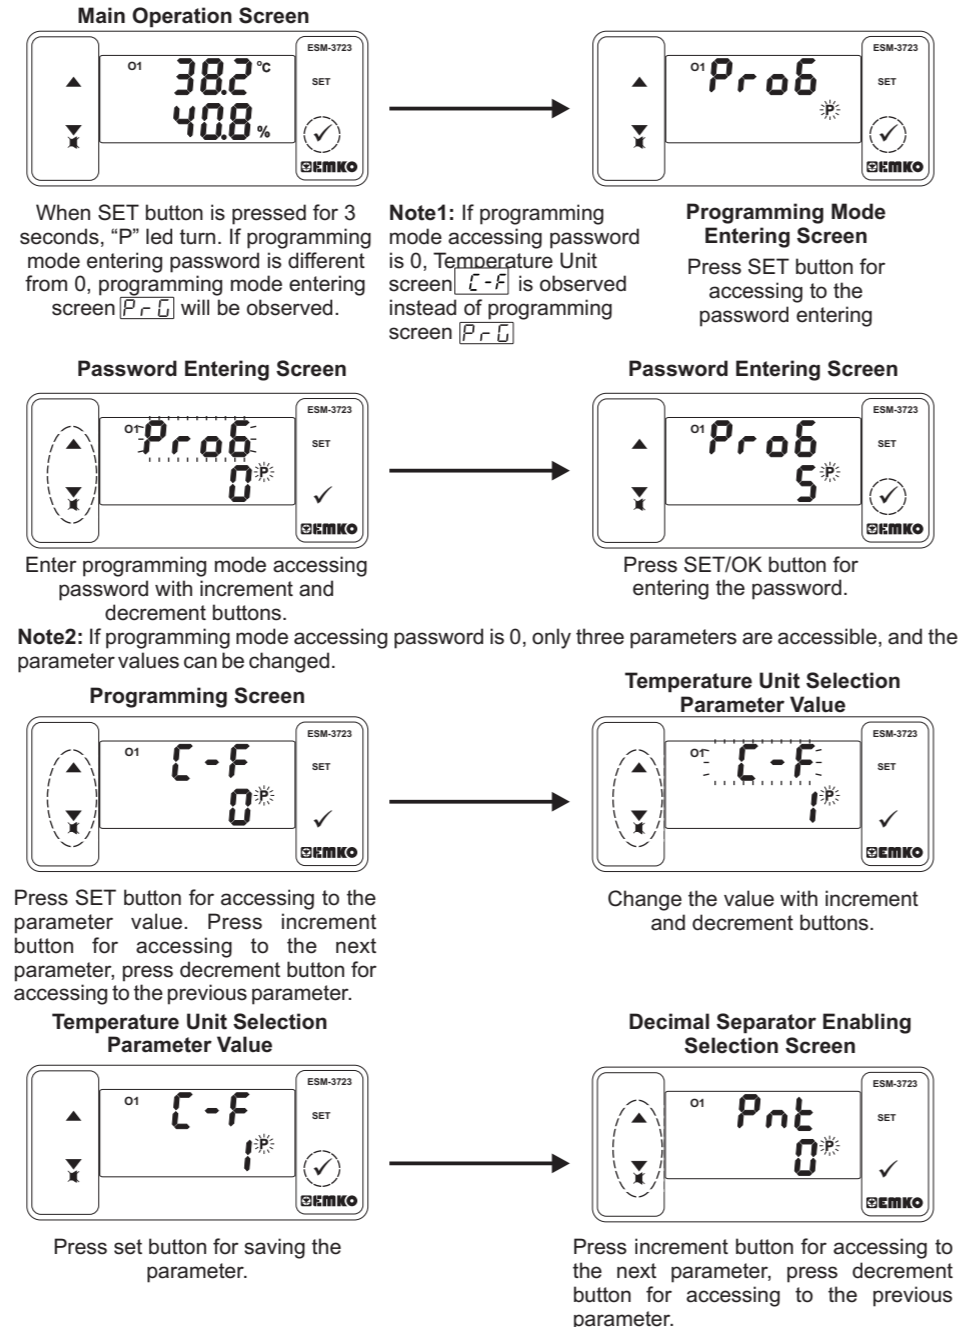 Main Operation Screen
ESM-3723
O1
38.2 °C
SET
40.8 %
EMKO
ESM-3723
O1 Pro6
SET
P
EMKO
When SET button is pressed for 3
seconds, “P” led turn. If programming
mode entering password is different
from 0, programming mode entering
screen PrG will be observed.
Note1: If programming
mode accessing password
is 0, Temperature Unit
screen C-F is observed
instead of programming
screen PrG
Programming Mode
Entering Screen
Press SET button for
accessing to the
password entering
Password Entering Screen
ESM-3723
O1 Pro6
SET
0 P
EMKO
Password Entering Screen
ESM-3723
O1 Pro6
SET
5 P
EMKO
Enter programming mode accessing
password with increment and
decrement buttons.
Press SET/OK button for
entering the password.
Note2: If programming mode accessing password is 0, only three parameters are accessible, and the
parameter values can be changed.
Programming Screen
ESM-3723
O1 C-F
SET
0 P
EMKO
Temperature Unit Selection
Parameter Value
ESM-3723
O1 C-F
SET
1 P
EMKO
Press SET button for accessing to the
parameter value. Press increment
button for accessing to the next
parameter, press decrement button for
accessing to the previous parameter.
Change the value with increment
and decrement buttons.
Temperature Unit Selection
Parameter Value
ESM-3723
O1 C-F
SET
1 P
EMKO
Decimal Separator Enabling
Selection Screen
ESM-3723
O1 Pnt
SET
0 P
EMKO
Press set button for saving the
parameter.
Press increment button for accessing to
the next parameter, press decrement
button for accessing to the previous
parameter.